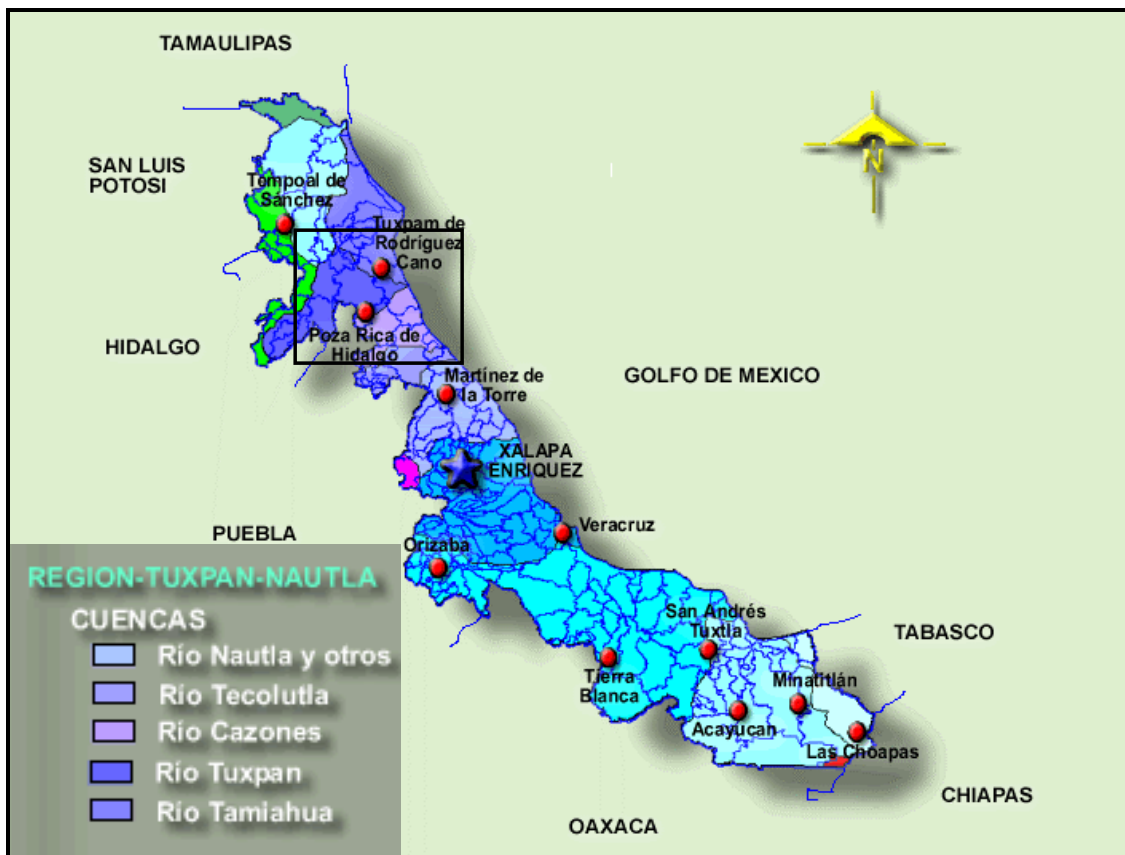 TAMAULIPAS
SAN LUIS
POTOSI
Tempoal de
Sánchez
Tuxpam de
Rodríguez
Cano
HIDALGO
Poza Rica de
Hidalgo
Martínez de
la Torre
GOLFO DE MEXICO
XALAPA
ENRIQUEZ
PUEBLA
Veracruz
Orizaba
San Andrés
Tuxtla
TABASCO
Tierra
Blanca
Minatitlán
Acayucan
Las Choapas
CHIAPAS
OAXACA
N
REGION-TUXPAN-NAUTLA
CUENCAS
Río Nautla y otros
Río Tecolutla
Río Cazones
Río Tuxpan
Río Tamiahua